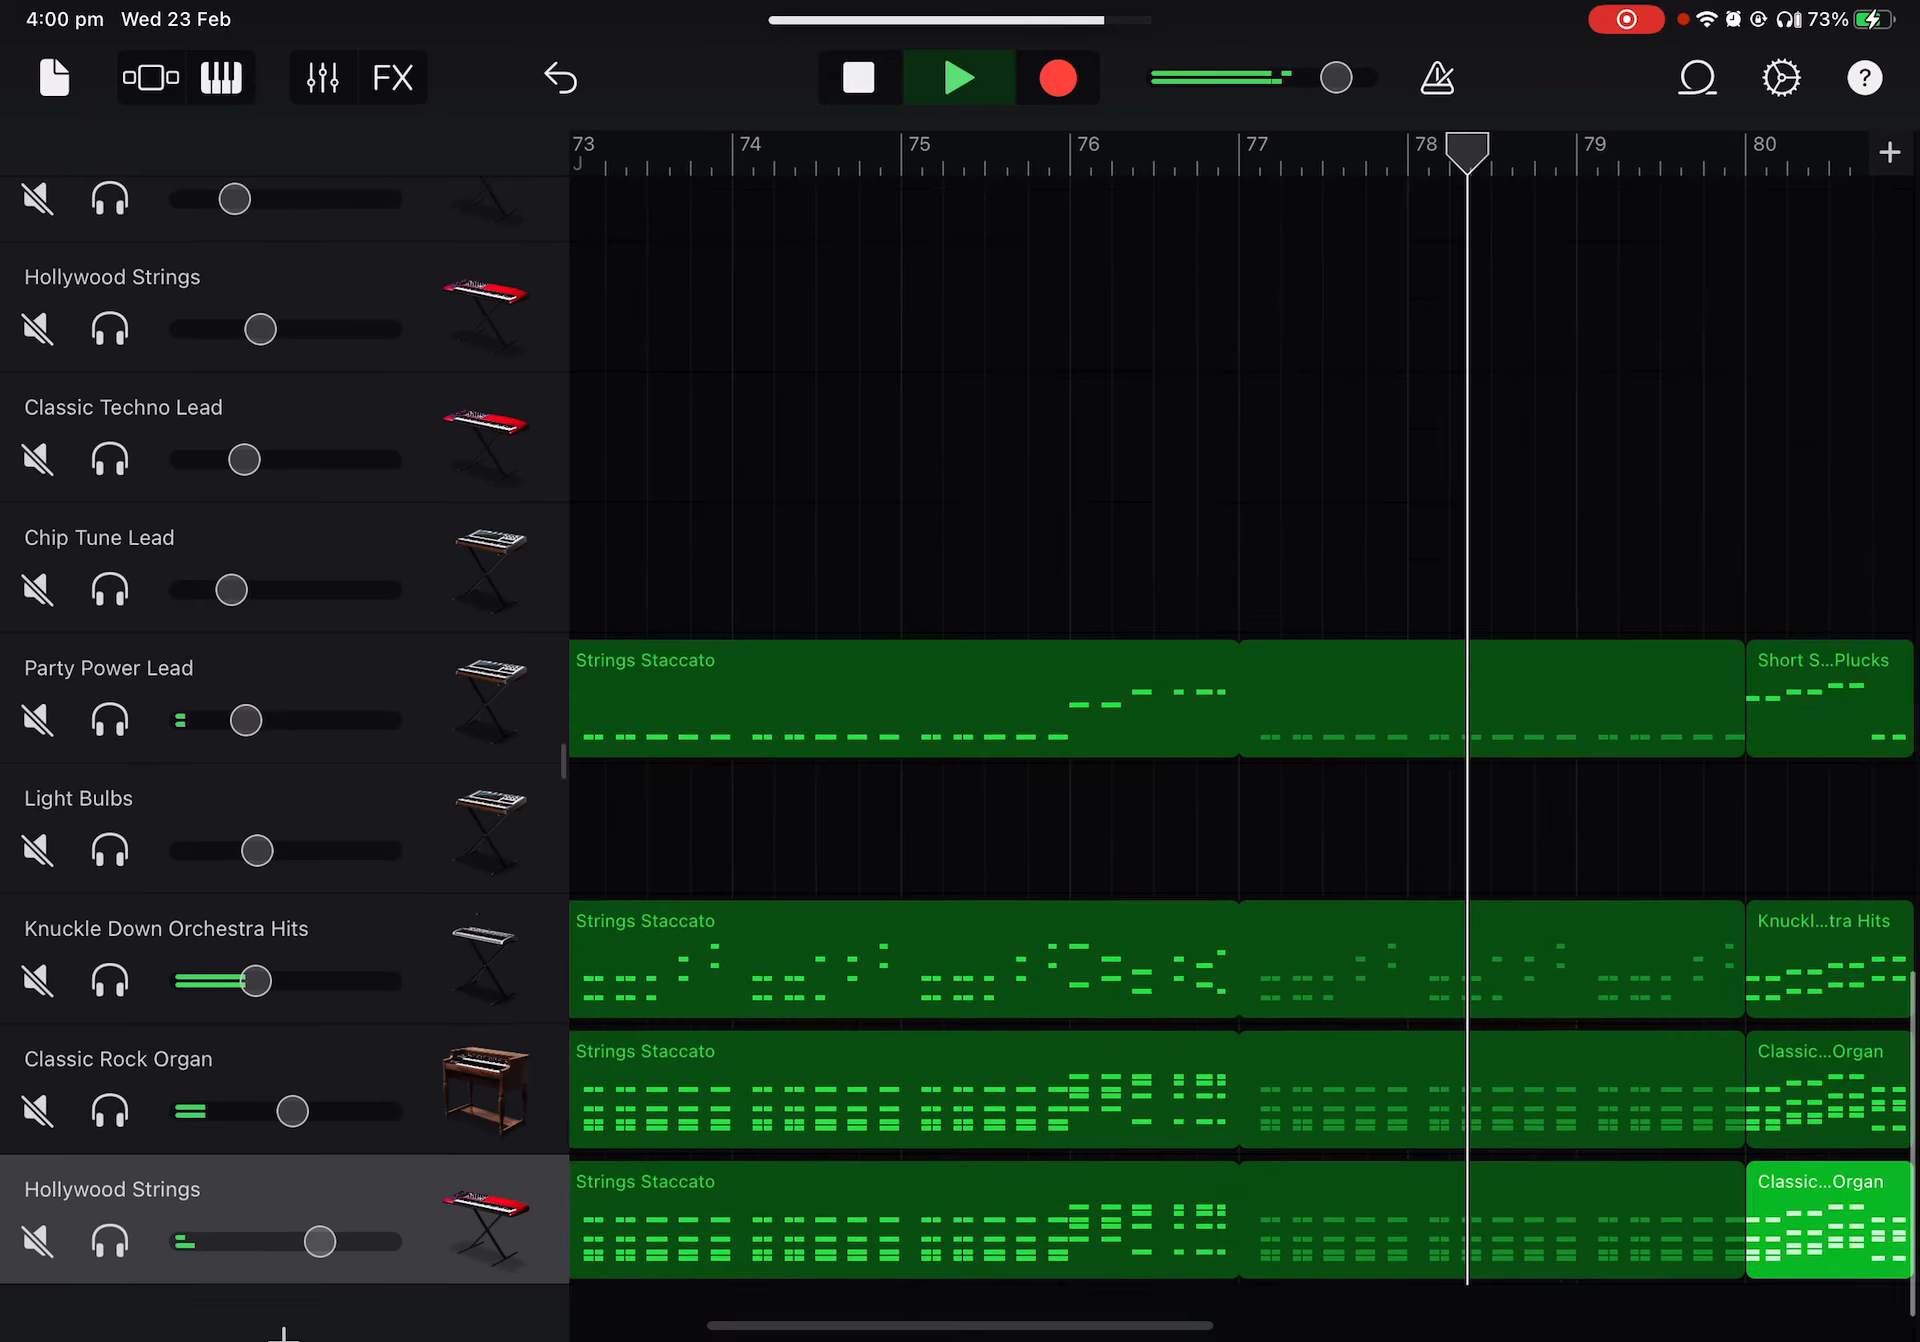 4:00 pm Wed 23 Feb
73%
FX
?
73 74 75 76 77 78 79 80
Hollywood Strings
Classic Techno Lead
Chip Tune Lead
Party Power Lead
Strings Staccato
Short S...Plucks
Light Bulbs
Knuckle Down Orchestra Hits
Strings Staccato
Knuckl...tra Hits
Classic Rock Organ
Strings Staccato
Classic...Organ
Hollywood Strings
Strings Staccato
Classic...Organ